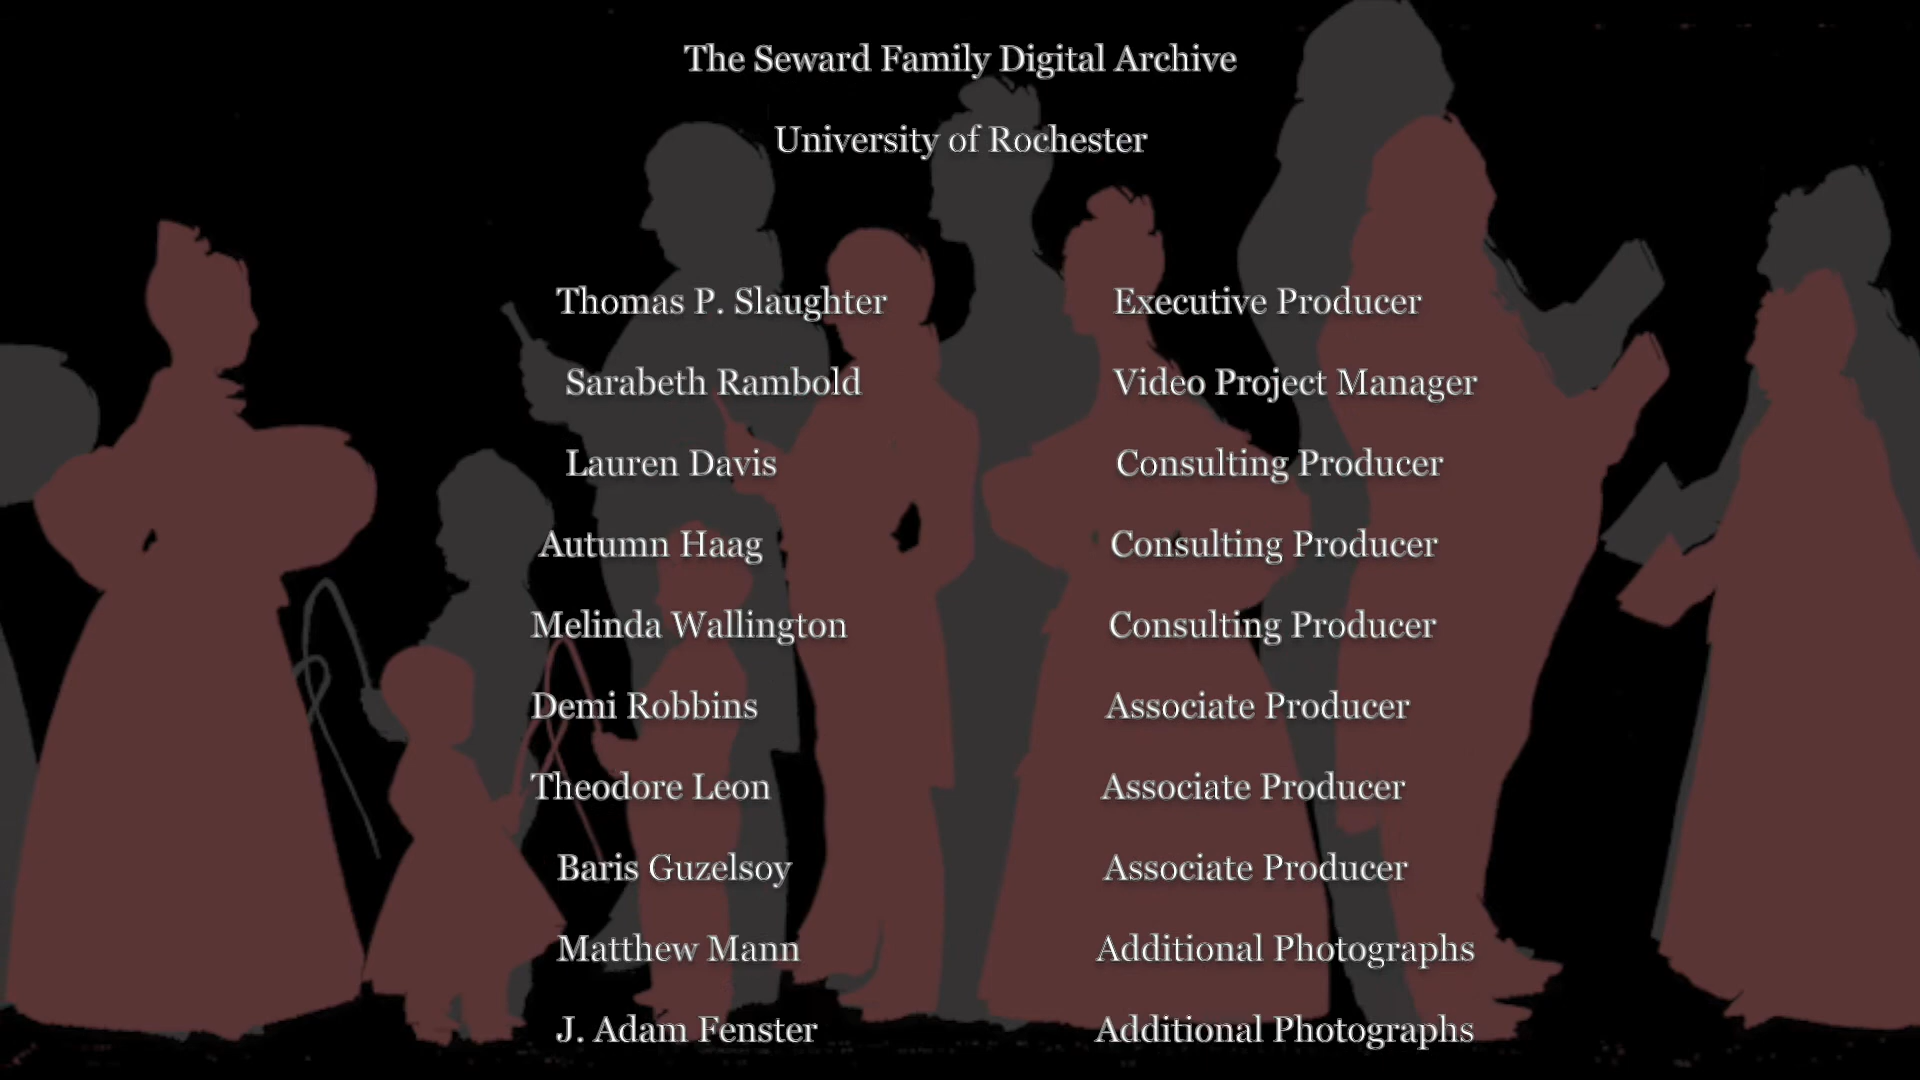 The Seward Family Digital Archive
University of Rochester
Thomas P. Slaughter Executive Producer
Sarabeth Rambold Video Project Manager
Lauren Davis Consulting Producer
Autumn Haag Consulting Producer
Melinda Wallington Consulting Producer
Demi Robbins Associate Producer
Theodore Leon Associate Producer
Baris Guzelsoy Associate Producer
Matthew Mann Additional Photographs
J. Adam Fenster Additional Photographs